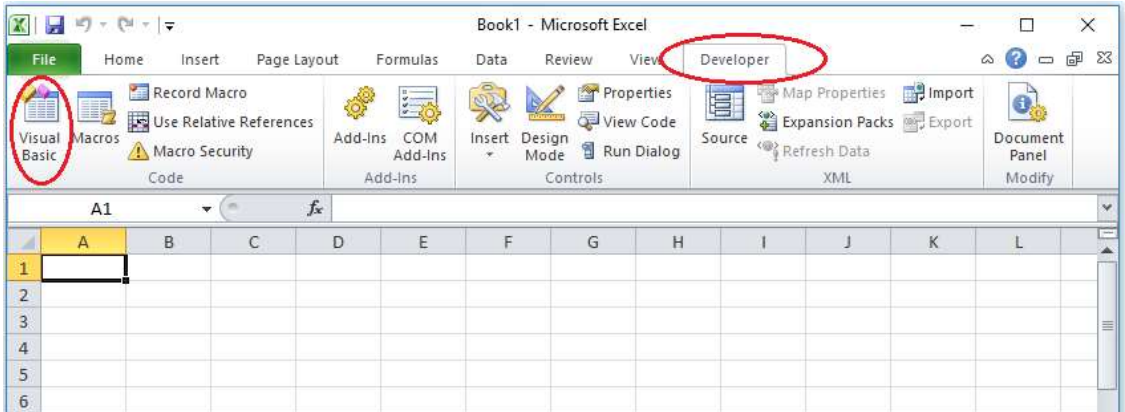 Book1 - Microsoft Excel
File Home Insert Page Layout Formulas Data Review View Developer
Record Macro Properties Map Properties Import
Use Relative References View Code Expansion Packs Export
Visual Basic Macros Macro Security Add-Ins COM Add-Ins Insert Design Mode Run Dialog Source Refresh Data Document Panel
Code Add-Ins Controls XML Modify
A1 fx
A B C D E F G H I J K L
1
2
3
4
5
6